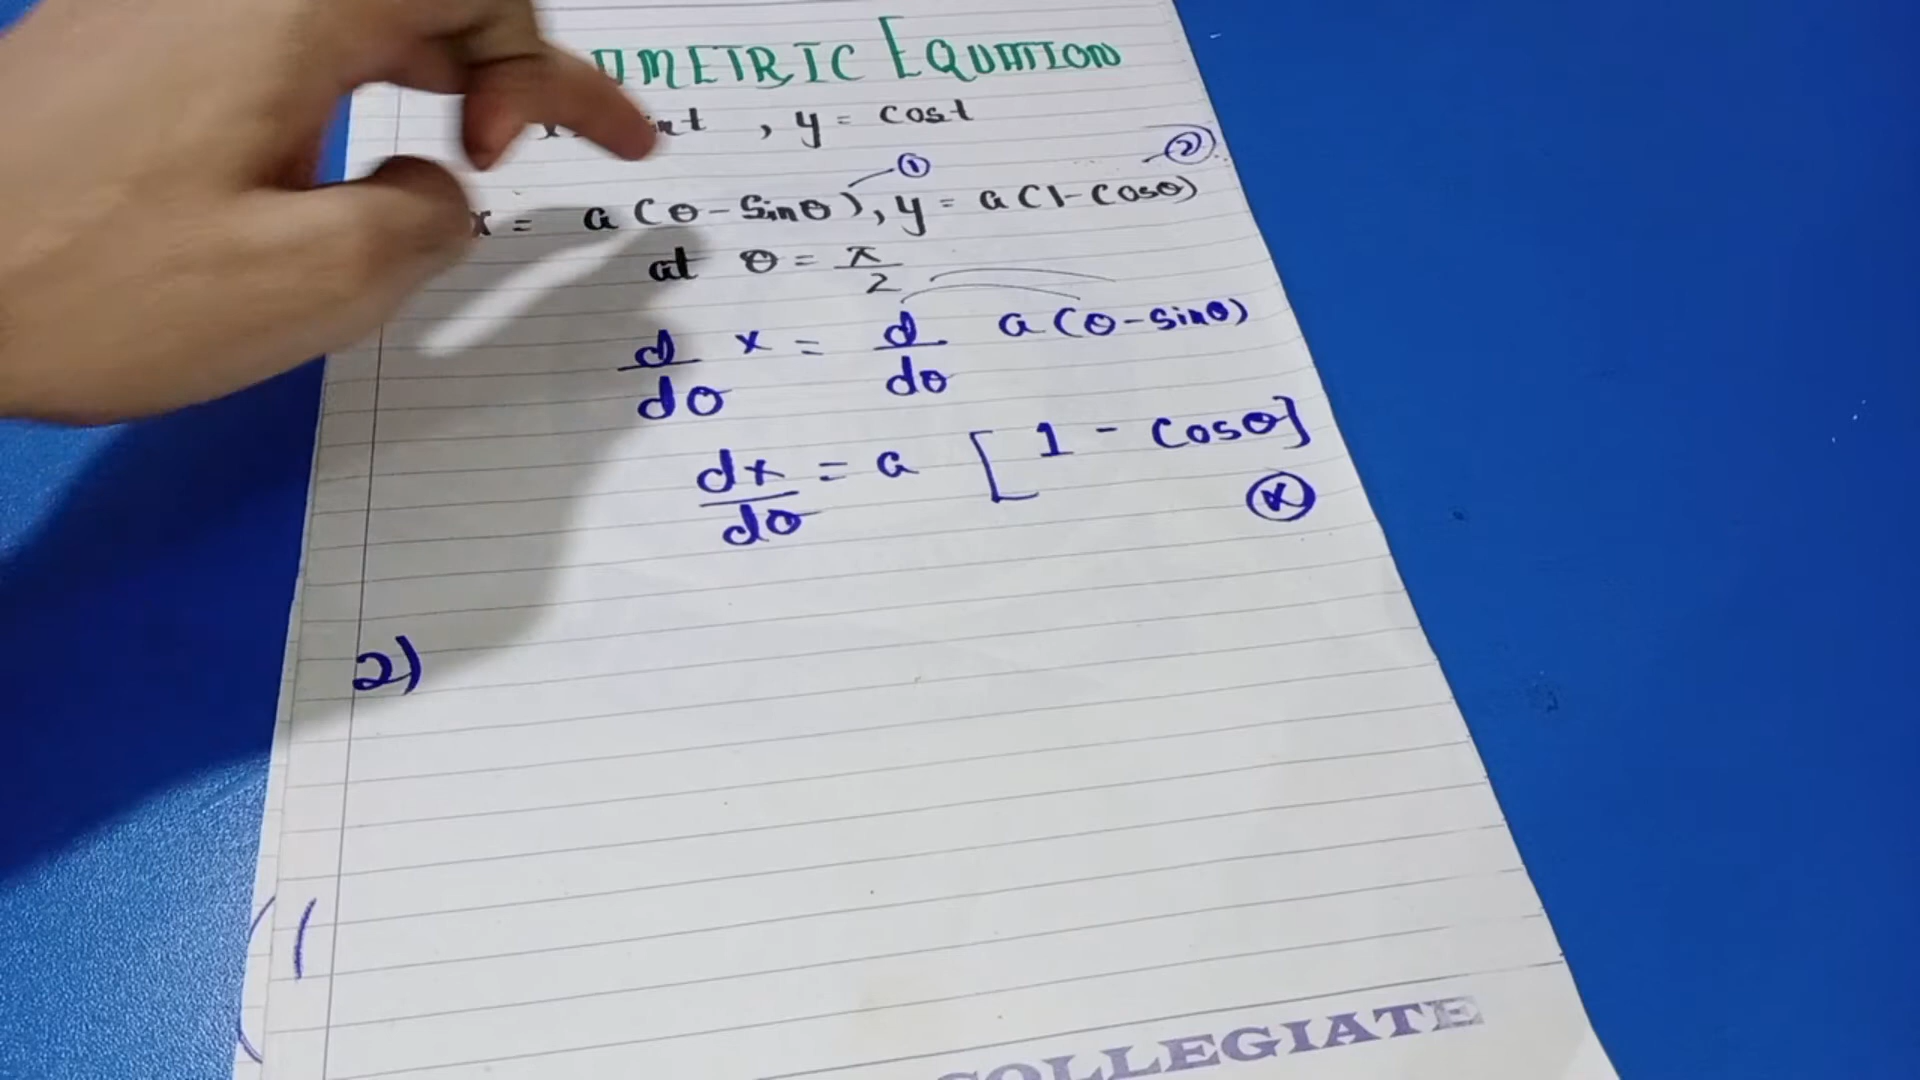 METRIC EQUATION
, y = cost
①
②
x = a (θ - Sinθ), y = a (1 - Cosθ)
at θ = π/2
d/dθ x = d/dθ a (θ - sinθ)
dx/dθ = a [1 - Cosθ]
2)
COLLEGIATE